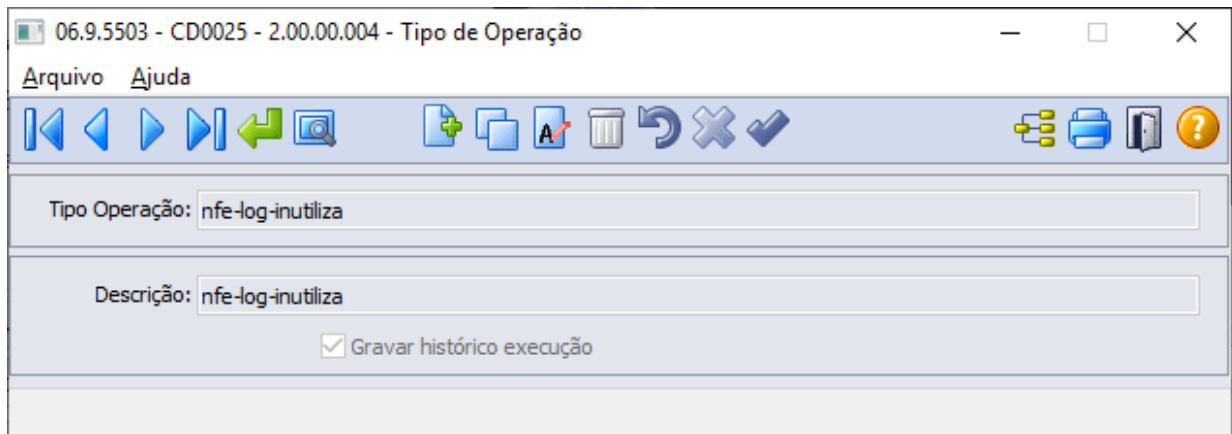 06.9.5503 - CD0025 - 2.00.00.004 - Tipo de Operação
Arquivo Ajuda
Tipo Operação: nfe-log-inutiliza
Descrição: nfe-log-inutiliza
Gravar histórico execução